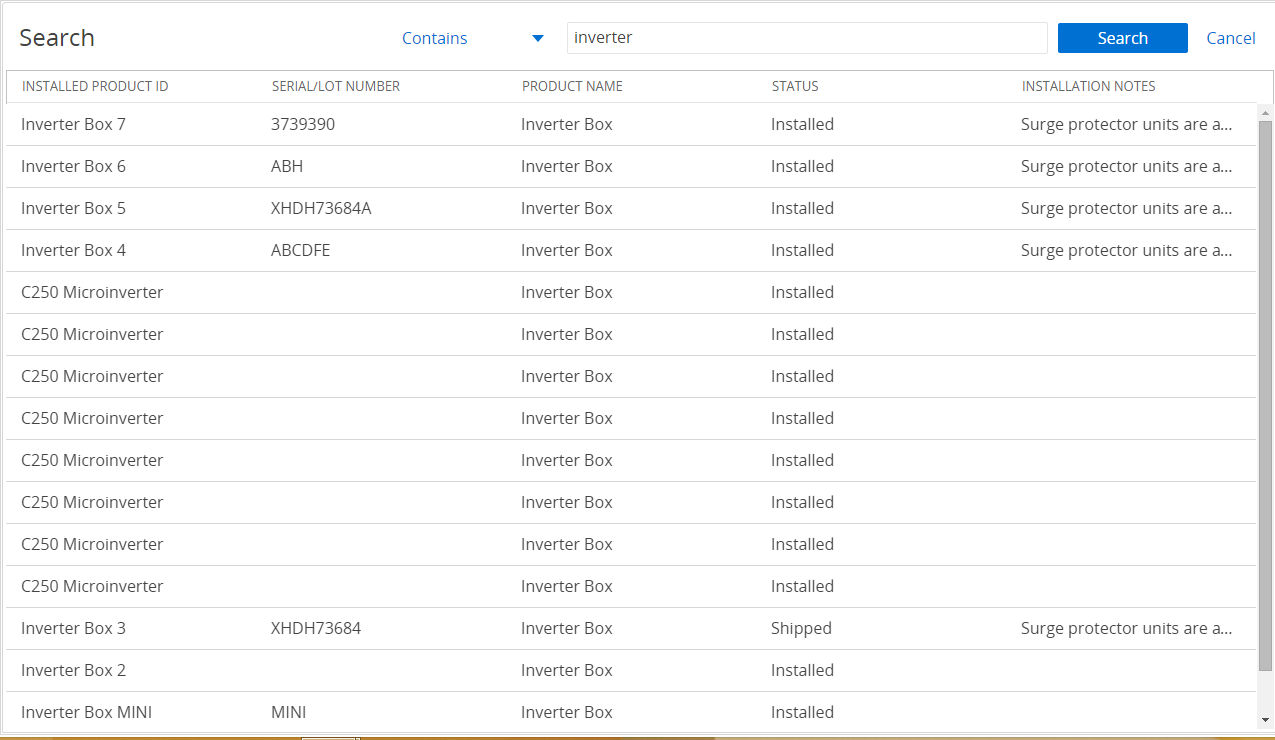 Search Contains inverter Search Cancel
INSTALLED PRODUCT ID SERIAL/LOT NUMBER PRODUCT NAME STATUS INSTALLATION NOTES
Inverter Box 7 3739390 Inverter Box Installed Surge protector units are a...
Inverter Box 6 ABH Inverter Box Installed Surge protector units are a...
Inverter Box 5 XHDH73684A Inverter Box Installed Surge protector units are a...
Inverter Box 4 ABCDFE Inverter Box Installed Surge protector units are a...
C250 Microinverter Inverter Box Installed
C250 Microinverter Inverter Box Installed
C250 Microinverter Inverter Box Installed
C250 Microinverter Inverter Box Installed
C250 Microinverter Inverter Box Installed
C250 Microinverter Inverter Box Installed
C250 Microinverter Inverter Box Installed
C250 Microinverter Inverter Box Installed
Inverter Box 3 XHDH73684 Inverter Box Shipped Surge protector units are a...
Inverter Box 2 Inverter Box Installed
Inverter Box MINI MINI Inverter Box Installed